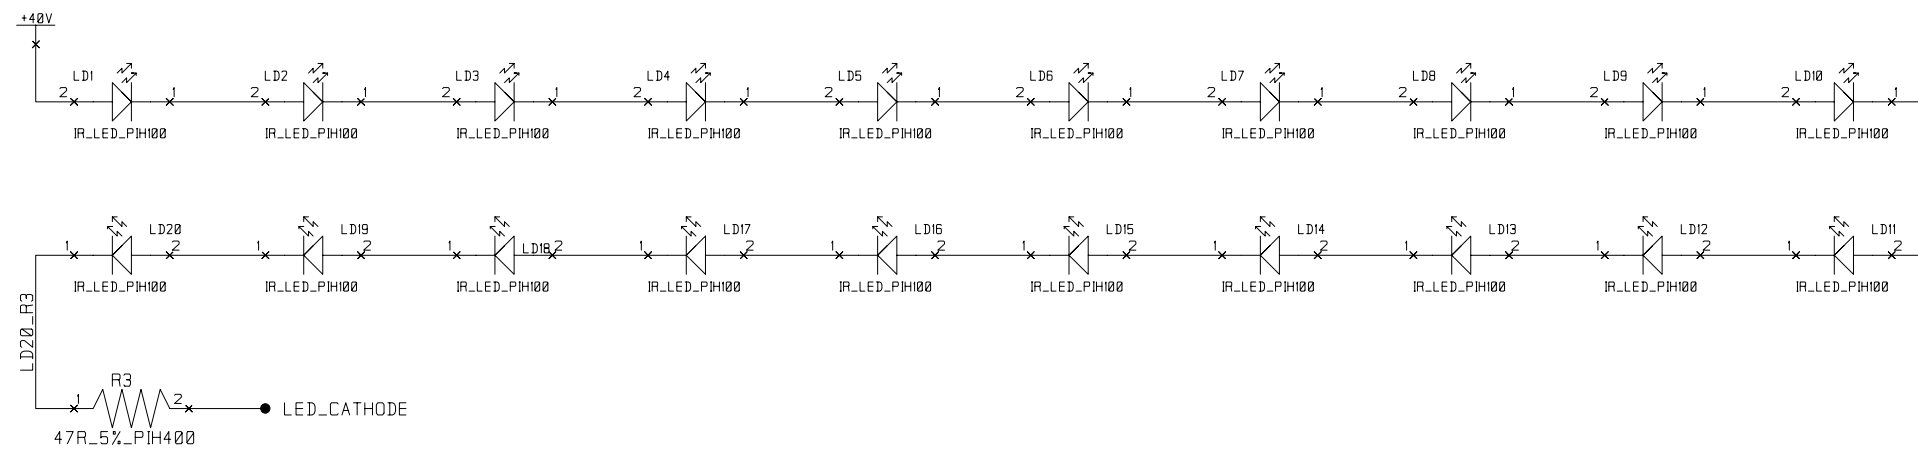 +40V
LD1 LD2 LD3 LD4 LD5 LD6 LD7 LD8 LD9 LD10
2 1 2 1 2 1 2 1 2 1 2 1 2 1 2 1 2 1 2 1
IR_LED_PIH100 IR_LED_PIH100 IR_LED_PIH100 IR_LED_PIH100 IR_LED_PIH100 IR_LED_PIH100 IR_LED_PIH100 IR_LED_PIH100 IR_LED_PIH100 IR_LED_PIH100
LD20 LD19 LD18 LD17 LD16 LD15 LD14 LD13 LD12 LD11
1 2 1 2 1 2 1 2 1 2 1 2 1 2 1 2 1 2 1 2
IR_LED_PIH100 IR_LED_PIH100 IR_LED_PIH100 IR_LED_PIH100 IR_LED_PIH100 IR_LED_PIH100 IR_LED_PIH100 IR_LED_PIH100 IR_LED_PIH100 IR_LED_PIH100
LD20_R3
R3
1 2 LED_CATHODE
47R_5%_PIH400